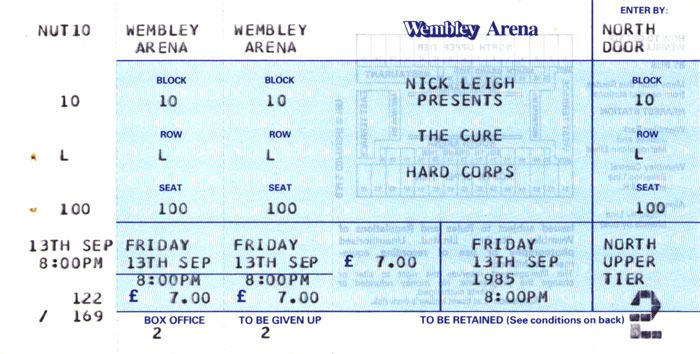 ENTER BY:
NUT10 WEMBLEY ARENA WEMBLEY ARENA Wembley Arena NORTH DOOR
BLOCK BLOCK NICK LEIGH BLOCK
10 10 10 PRESENTS 10
ROW ROW THE CURE ROW
L L L L
HARD CORPS
SEAT SEAT SEAT
100 100 100 100
13TH SEP FRIDAY FRIDAY FRIDAY NORTH
8:00PM 13TH SEP 13TH SEP £ 7.00 13TH SEP UPPER
8:00PM 8:00PM 1985 TIER
122 £ 7.00 £ 7.00 8:00PM
/ 169 BOX OFFICE TO BE GIVEN UP TO BE RETAINED (See conditions on back)
2 2 2